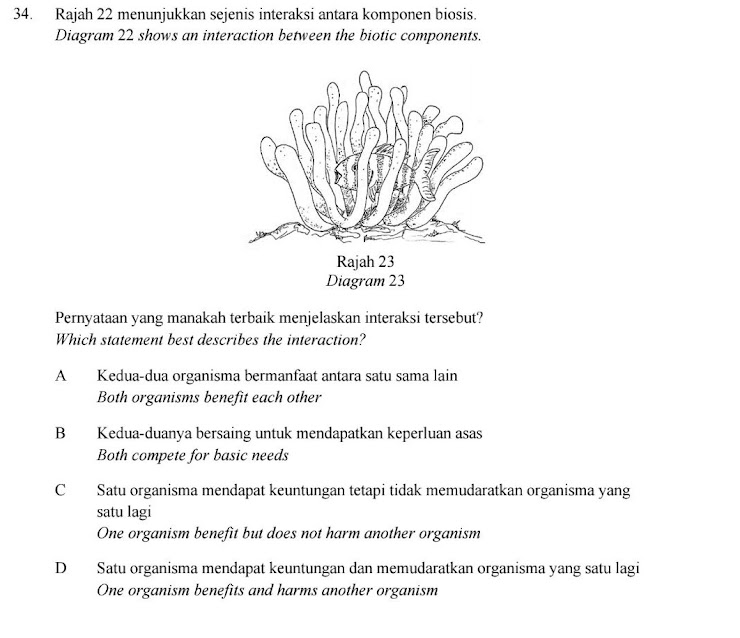 34. Rajah 22 menunjukkan sejenis interaksi antara komponen biosis.
Diagram 22 shows an interaction between the biotic components.
Rajah 23
Diagram 23
Pernyataan yang manakah terbaik menjelaskan interaksi tersebut?
Which statement best describes the interaction?
A Kedua-dua organisma bermanfaat antara satu sama lain
Both organisms benefit each other
B Kedua-duanya bersaing untuk mendapatkan keperluan asas
Both compete for basic needs
C Satu organisma mendapat keuntungan tetapi tidak memudaratkan organisma yang
satu lagi
One organism benefit but does not harm another organism
D Satu organisma mendapat keuntungan dan memudaratkan organisma yang satu lagi
One organism benefits and harms another organism